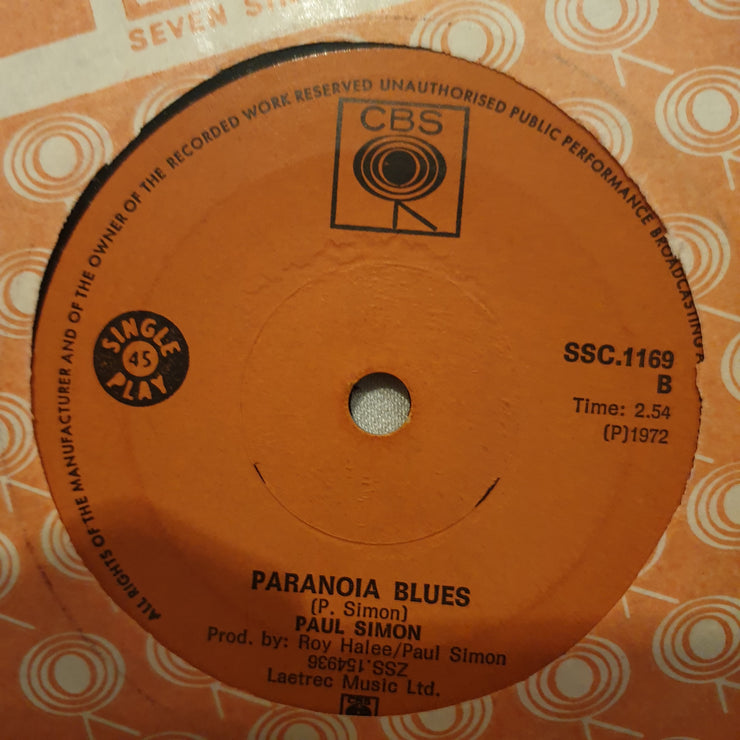 SEVEN
ALL RIGHTS OF THE MANUFACTURER AND OF THE OWNER OF THE RECORDED WORK RESERVED UNAUTHORISED PUBLIC PERFORMANCE BROADCASTING
CBS
SINGLE
45
PLAY
SSC.1169
B
Time: 2.54
(P)1972
PARANOIA BLUES
(P. Simon)
PAUL SIMON
Prod. by: Roy Halee/Paul Simon
ZSS.154936
Laetrec Music Ltd.
CBS